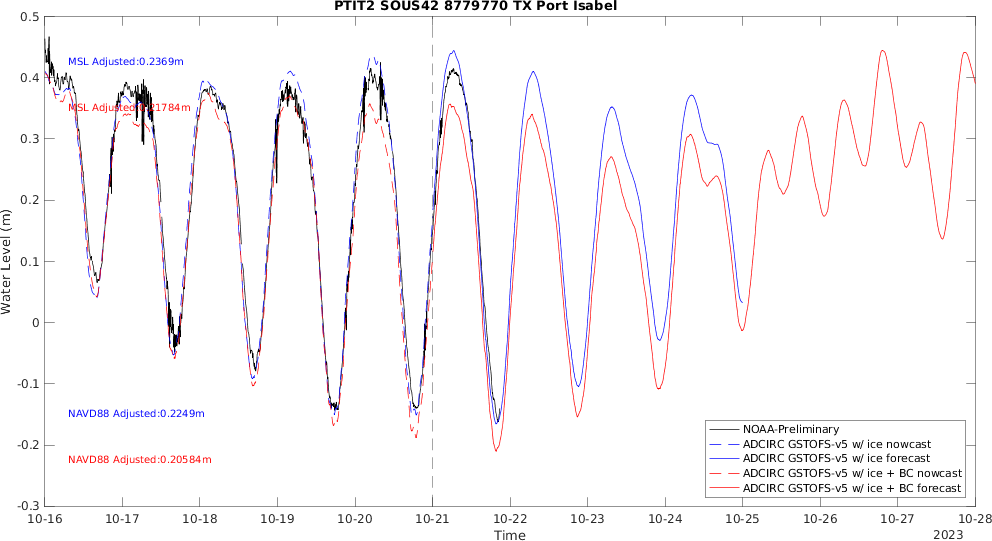 PTIT2 SOUS42 8779770 TX Port Isabel
0.5
0.4
0.3
0.2
0.1
0
-0.1
-0.2
-0.3
Water Level (m)
MSL Adjusted:0.2369m
MSL Adjusted:0.21784m
NAVD88 Adjusted:0.2249m
NAVD88 Adjusted:0.20584m
NOAA-Preliminary
ADCIRC GSTOFS-v5 w/ ice nowcast
ADCIRC GSTOFS-v5 w/ ice forecast
ADCIRC GSTOFS-v5 w/ ice + BC nowcast
ADCIRC GSTOFS-v5 w/ ice + BC forecast
10-16 10-17 10-18 10-19 10-20 10-21 10-22 10-23 10-24 10-25 10-26 10-27 10-28
Time
2023